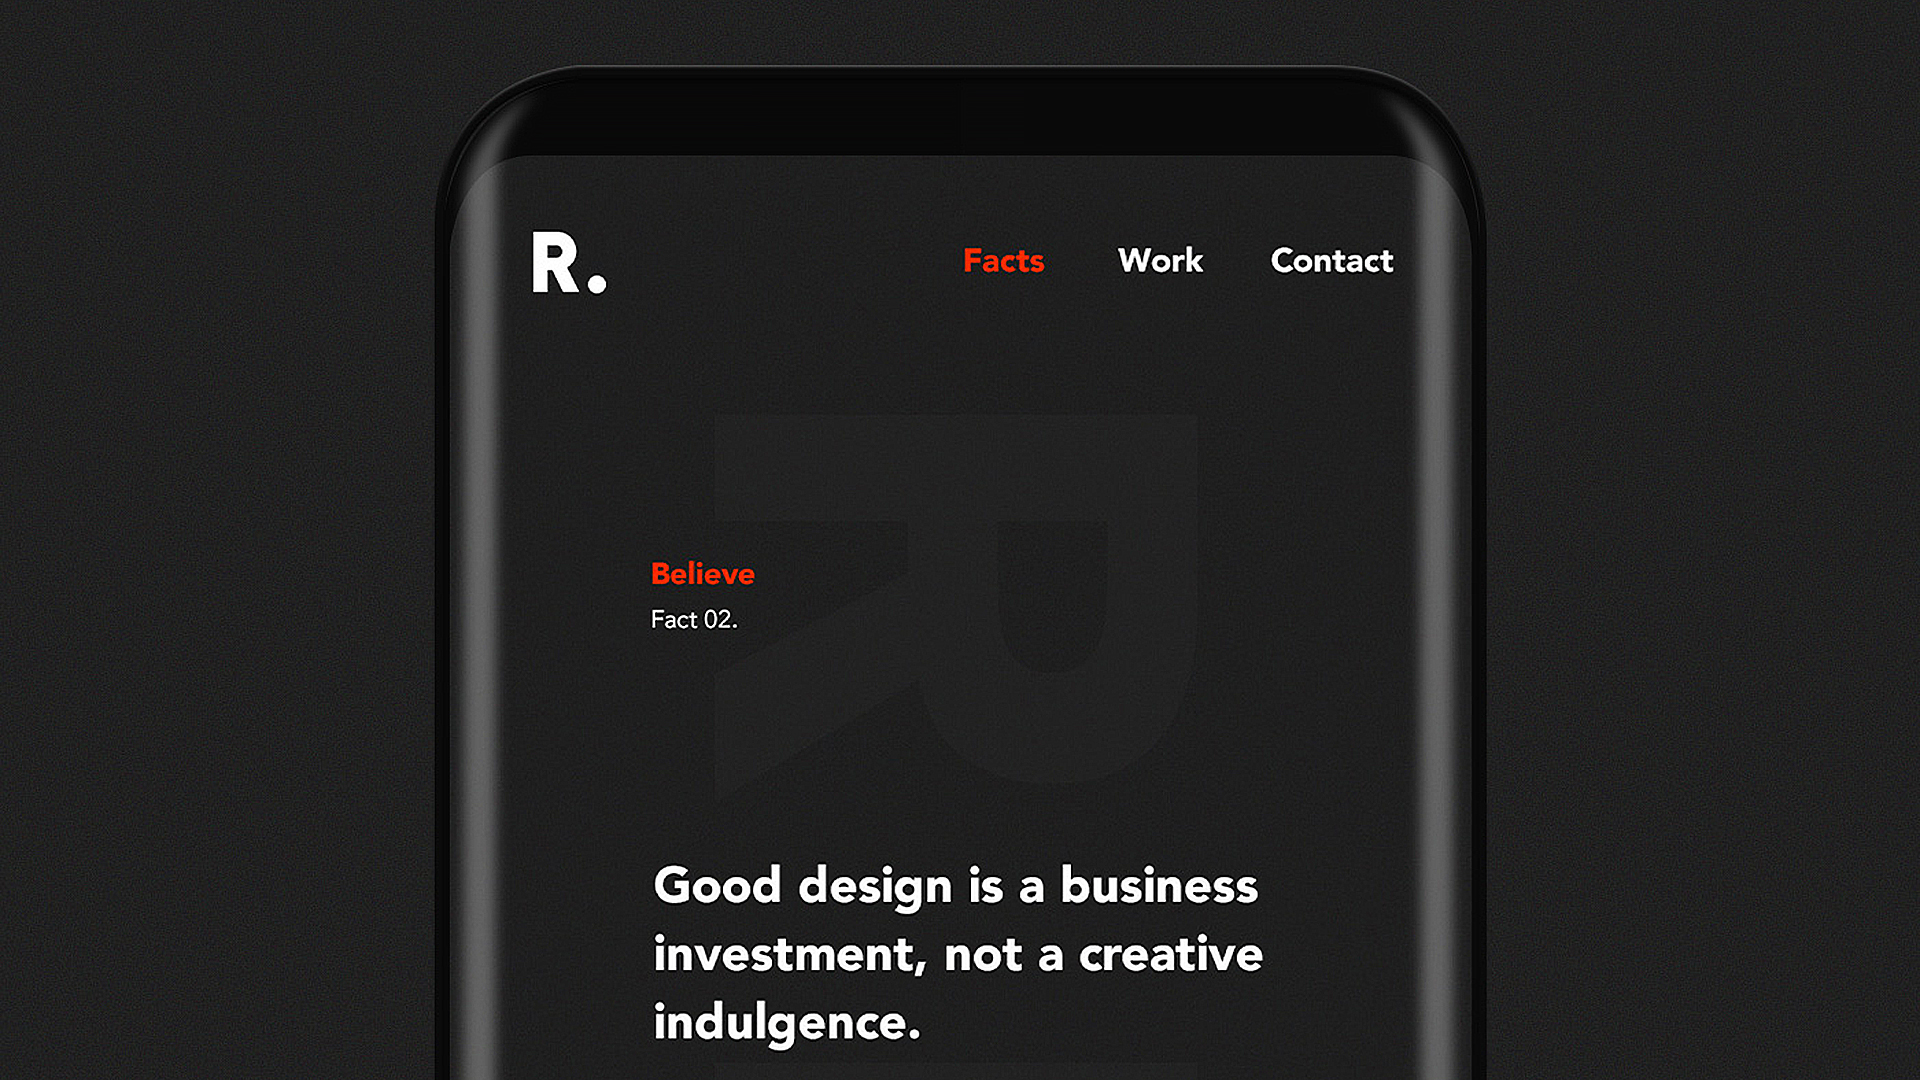 R.
Facts Work Contact
Believe
Fact 02.
Good design is a business
investment, not a creative
indulgence.